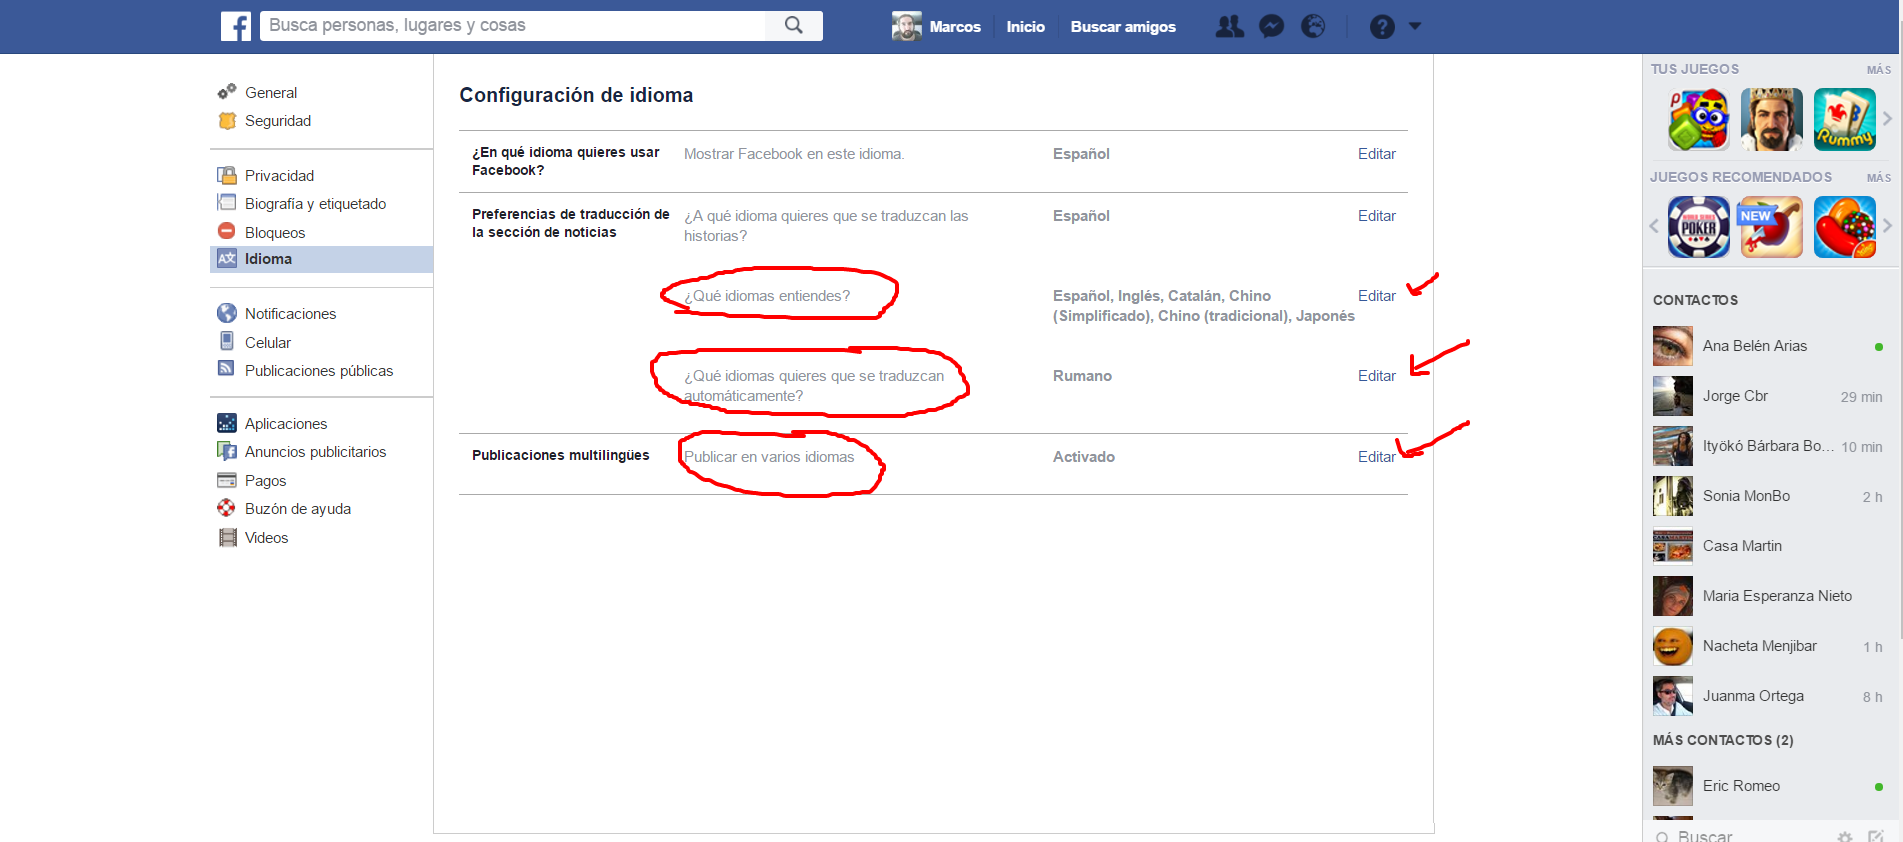 Busca personas, lugares y cosas
Marcos
Inicio
Buscar amigos
General
Seguridad
Privacidad
Biografía y etiquetado
Bloqueos
Idioma
Notificaciones
Celular
Publicaciones públicas
Aplicaciones
Anuncios publicitarios
Pagos
Buzón de ayuda
Videos
Configuración de idioma
¿En qué idioma quieres usar
Facebook?
Mostrar Facebook en este idioma.
Español
Editar
Preferencias de traducción de
la sección de noticias
¿A qué idioma quieres que se traduzcan las
historias?
Español
Editar
¿Qué idiomas entiendes?
Español, Inglés, Catalán, Chino
(Simplificado), Chino (tradicional), Japonés
Editar
¿Qué idiomas quieres que se traduzcan
automáticamente?
Rumano
Editar
Publicaciones multilingües
Publicar en varios idiomas
Activado
Editar
TUS JUEGOS
MÁS
Rummy
JUEGOS RECOMENDADOS
MÁS
POKER
NEW
CONTACTOS
Ana Belén Arias
Jorge Cbr
29 min
Ityökó Bárbara Bo...
10 min
Sonia MonBo
2 h
Casa Martin
Maria Esperanza Nieto
Nacheta Menjibar
1 h
Juanma Ortega
8 h
MÁS CONTACTOS (2)
Eric Romeo
Buscar